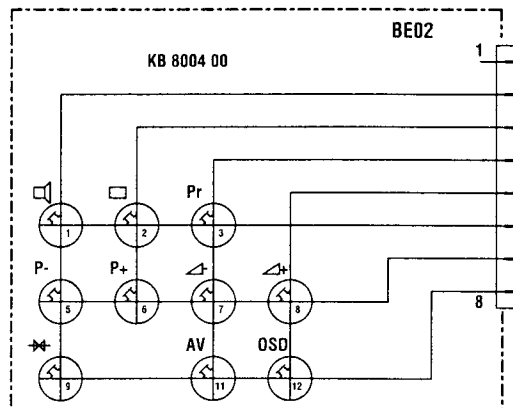 BE02
KB 8004 00
1
Pr
1 2 3
P- P+ - +
5 6 7 8
8
AV OSD
9 11 12